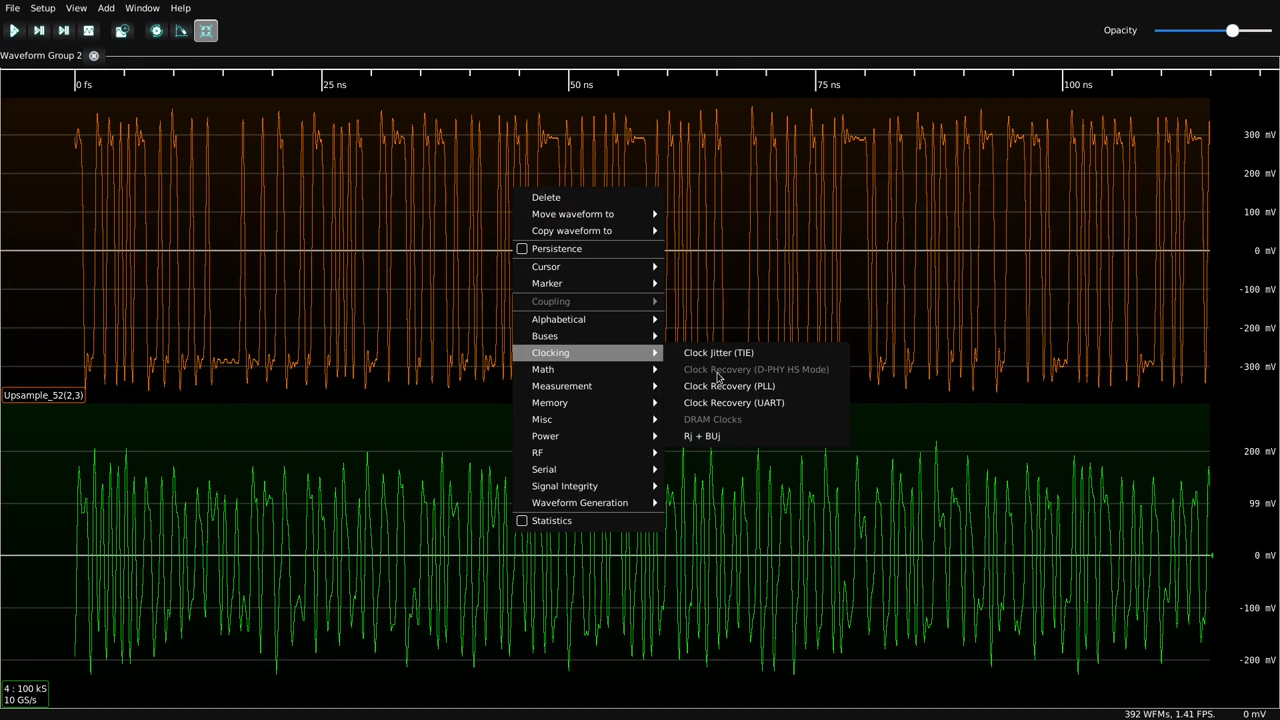 File Setup View Add Window Help
Opacity
Waveform Group 2
0 fs 25 ns 50 ns 75 ns 100 ns
300 mV
200 mV
100 mV
0 mV
-100 mV
-200 mV
-300 mV
Upsample_52(2,3)
Delete
Move waveform to
Copy waveform to
Persistence
Cursor
Marker
Coupling
Alphabetical
Buses
Clocking
Math
Measurement
Memory
Misc
Power
RF
Serial
Signal Integrity
Waveform Generation
Statistics
Clock Jitter (TIE)
Clock Recovery (D-PHY HS Mode)
Clock Recovery (PLL)
Clock Recovery (UART)
DRAM Clocks
Rj + BUj
200 mV
99 mV
0 mV
-100 mV
-200 mV
4 : 100 kS
10 GS/s
392 WFMs, 1.41 FPS. 0 mV